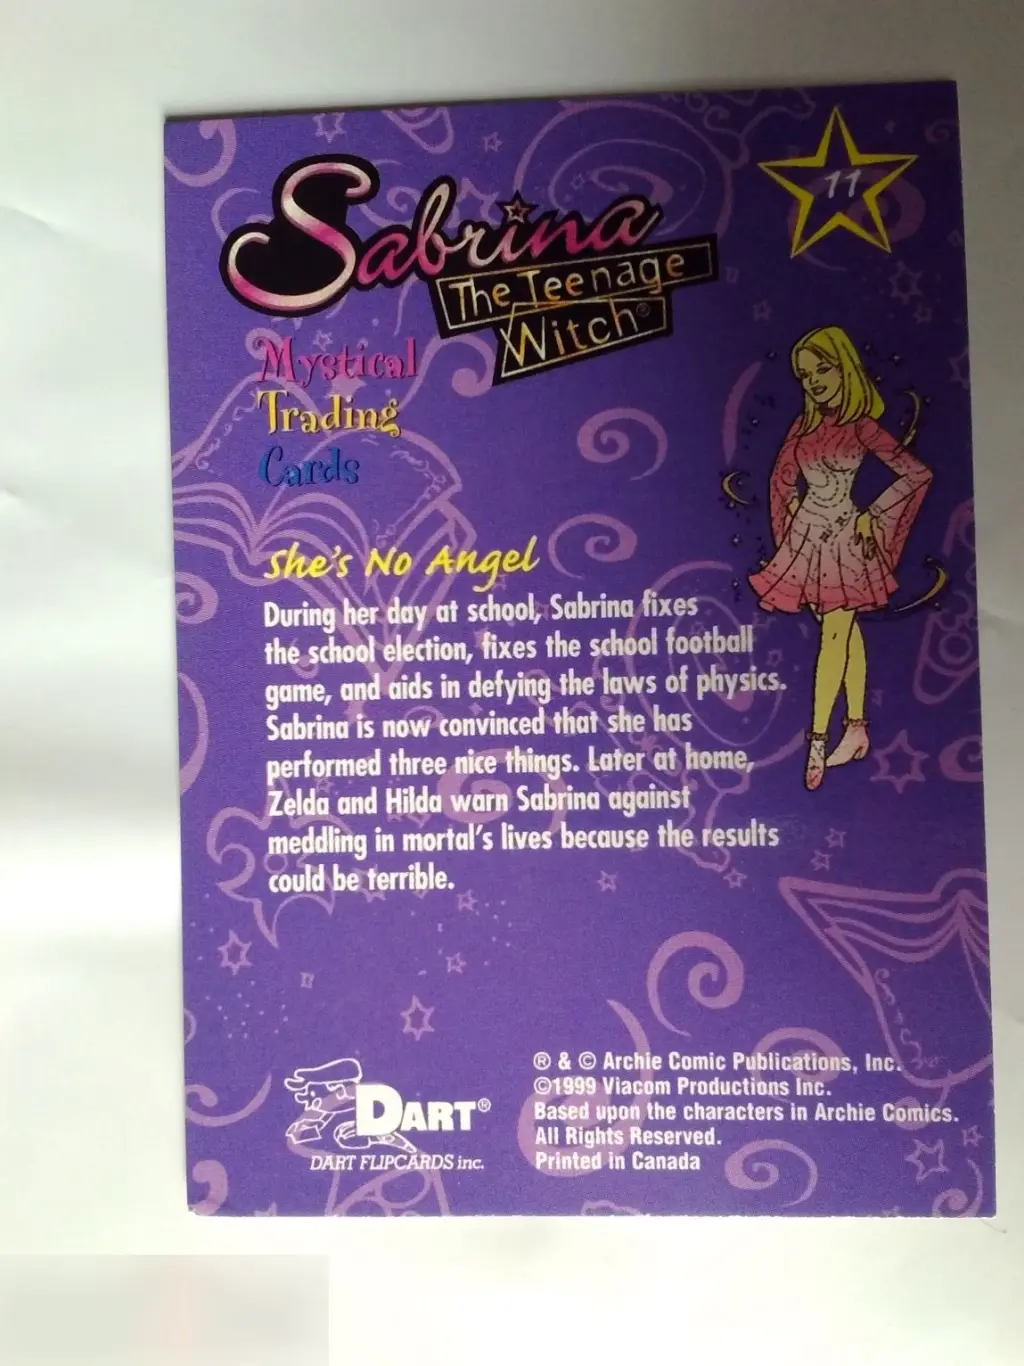 11
Sabrina
The Teenage
Witch®
Mystical
Trading
Cards
She's No Angel
During her day at school, Sabrina fixes
the school election, fixes the school football
game, and aids in defying the laws of physics.
Sabrina is now convinced that she has
performed three nice things. Later at home,
Zelda and Hilda warn Sabrina against
meddling in mortal's lives because the results
could be terrible.
DART®
DART FLIPCARDS inc.
® & © Archie Comic Publications, Inc.
©1999 Viacom Productions Inc.
Based upon the characters in Archie Comics.
All Rights Reserved.
Printed in Canada